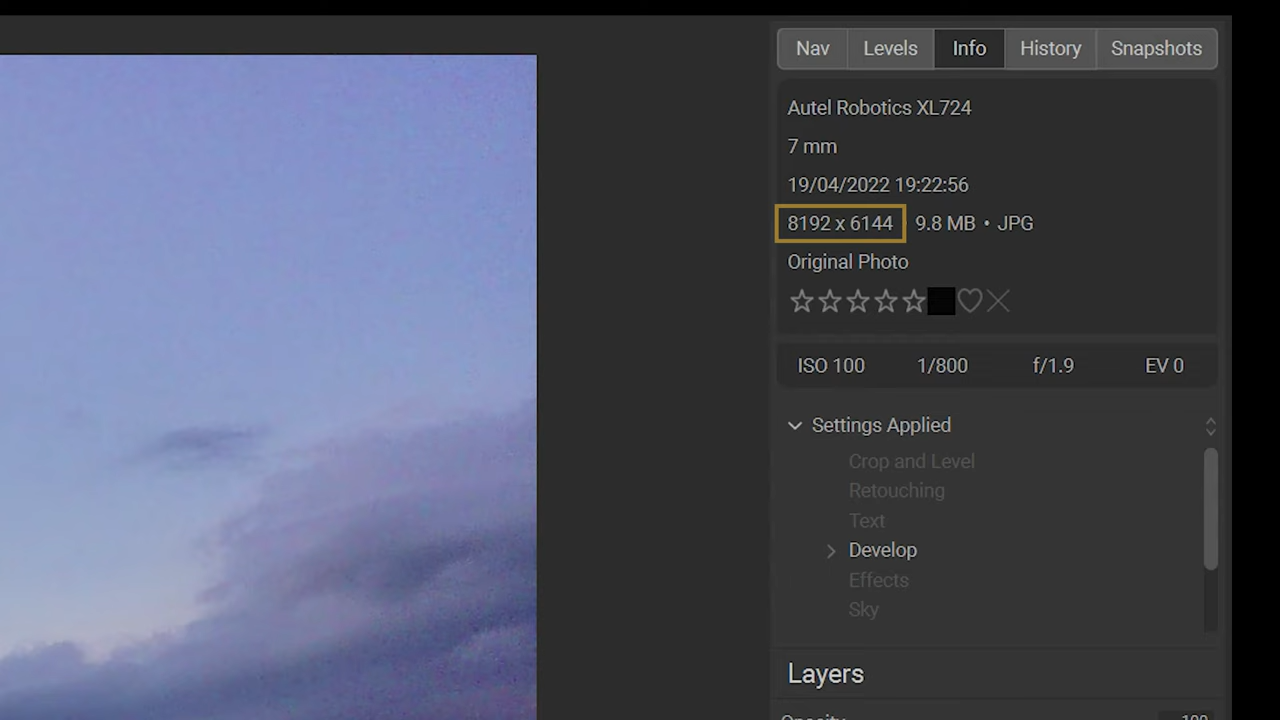 Nav Levels Info History Snapshots
Autel Robotics XL724
7 mm
19/04/2022 19:22:56
8192 x 6144 9.8 MB • JPG
Original Photo
ISO 100 1/800 f/1.9 EV 0
Settings Applied
Crop and Level
Retouching
Text
Develop
Effects
Sky
Layers
Opacity 100